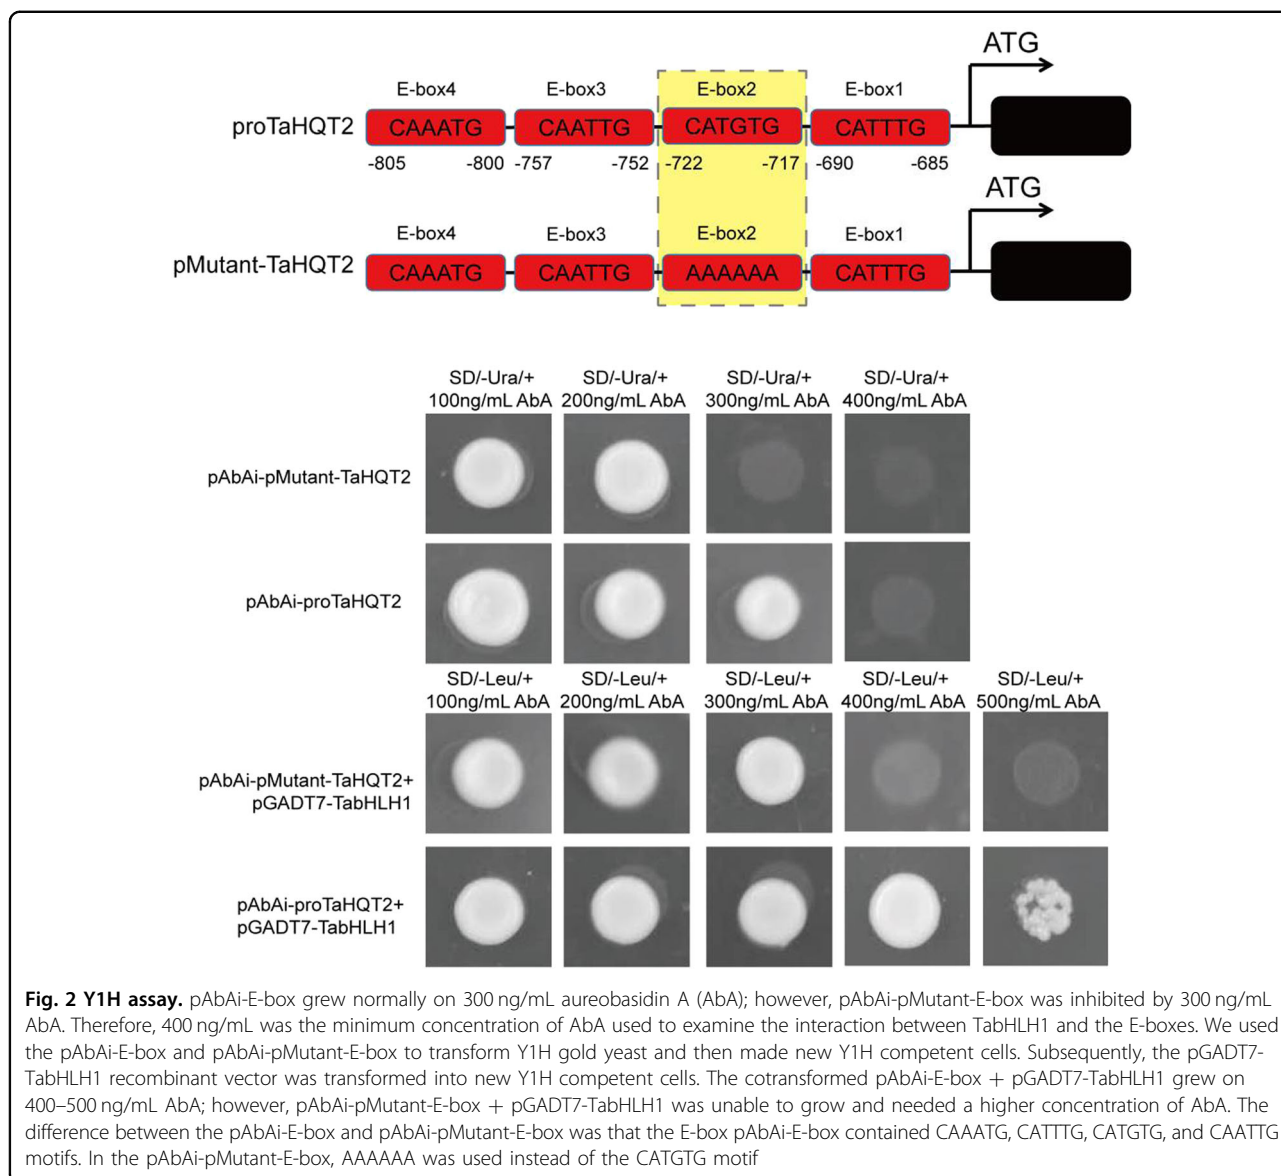 ATG
E-box4 E-box3 E-box2 E-box1
proTaHQT2 CAAATG CAATTG CATGTG CATTTG
-805 -800 -757 -752 -722 -717 -690 -685
ATG
E-box4 E-box3 E-box2 E-box1
pMutant-TaHQT2 CAAATG CAATTG AAAAAA CATTTG
SD/-Ura/+ SD/-Ura/+ SD/-Ura/+ SD/-Ura/+
100ng/mL AbA 200ng/mL AbA 300ng/mL AbA 400ng/mL AbA
pAbAi-pMutant-TaHQT2
pAbAi-proTaHQT2
SD/-Leu/+ SD/-Leu/+ SD/-Leu/+ SD/-Leu/+ SD/-Leu/+
100ng/mL AbA 200ng/mL AbA 300ng/mL AbA 400ng/mL AbA 500ng/mL AbA
pAbAi-pMutant-TaHQT2+
pGADT7-TabHLH1
pAbAi-proTaHQT2+
pGADT7-TabHLH1
Fig. 2 Y1H assay. pAbAi-E-box grew normally on 300 ng/mL aureobasidin A (AbA); however, pAbAi-pMutant-E-box was inhibited by 300 ng/mL
AbA. Therefore, 400 ng/mL was the minimum concentration of AbA used to examine the interaction between TabHLH1 and the E-boxes. We used
the pAbAi-E-box and pAbAi-pMutant-E-box to transform Y1H gold yeast and then made new Y1H competent cells. Subsequently, the pGADT7-
TabHLH1 recombinant vector was transformed into new Y1H competent cells. The cotransformed pAbAi-E-box + pGADT7-TabHLH1 grew on
400–500 ng/mL AbA; however, pAbAi-pMutant-E-box + pGADT7-TabHLH1 was unable to grow and needed a higher concentration of AbA. The
difference between the pAbAi-E-box and pAbAi-pMutant-E-box was that the E-box pAbAi-E-box contained CAAATG, CATTTG, CATGTG, and CAATTG
motifs. In the pAbAi-pMutant-E-box, AAAAAA was used instead of the CATGTG motif